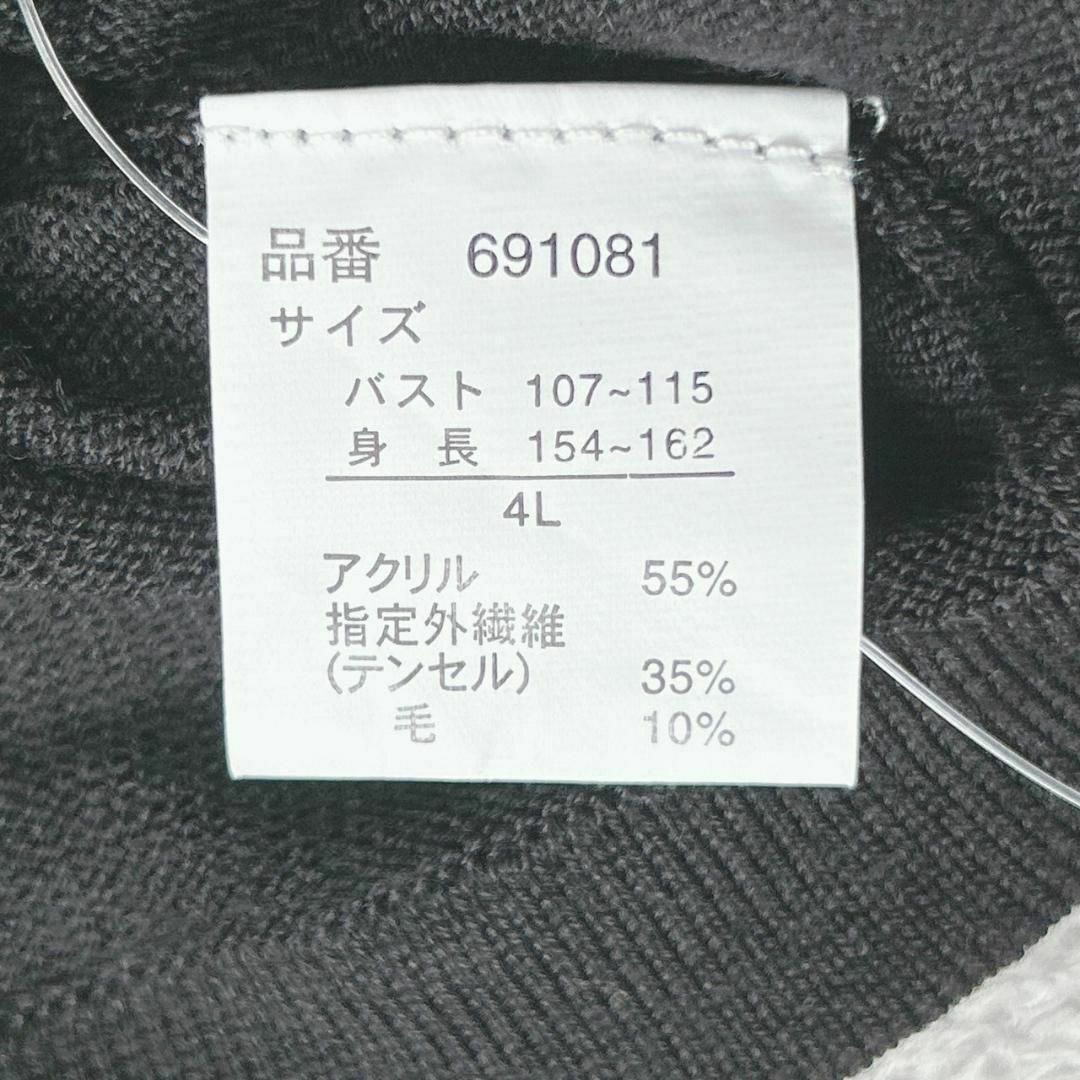 品番 691081
サイズ
バスト 107~115
身 長 154~162
4L
アクリル 55%
指定外繊維
(テンセル) 35%
毛 10%